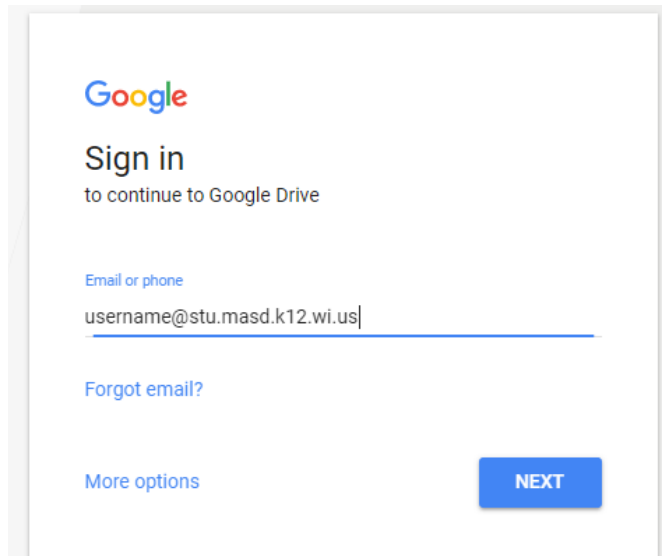 Google
Sign in
to continue to Google Drive
Email or phone
username@stu.masd.k12.wi.us
Forgot email?
More options
NEXT